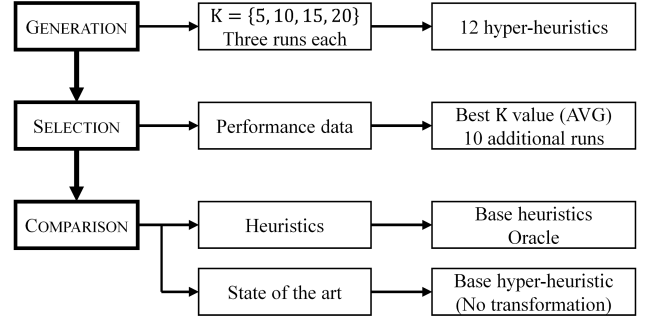 GENERATION
K = {5, 10, 15, 20}
Three runs each
12 hyper-heuristics
SELECTION
Performance data
Best K value (AVG)
10 additional runs
COMPARISON
Heuristics
Base heuristics
Oracle
State of the art
Base hyper-heuristic
(No transformation)